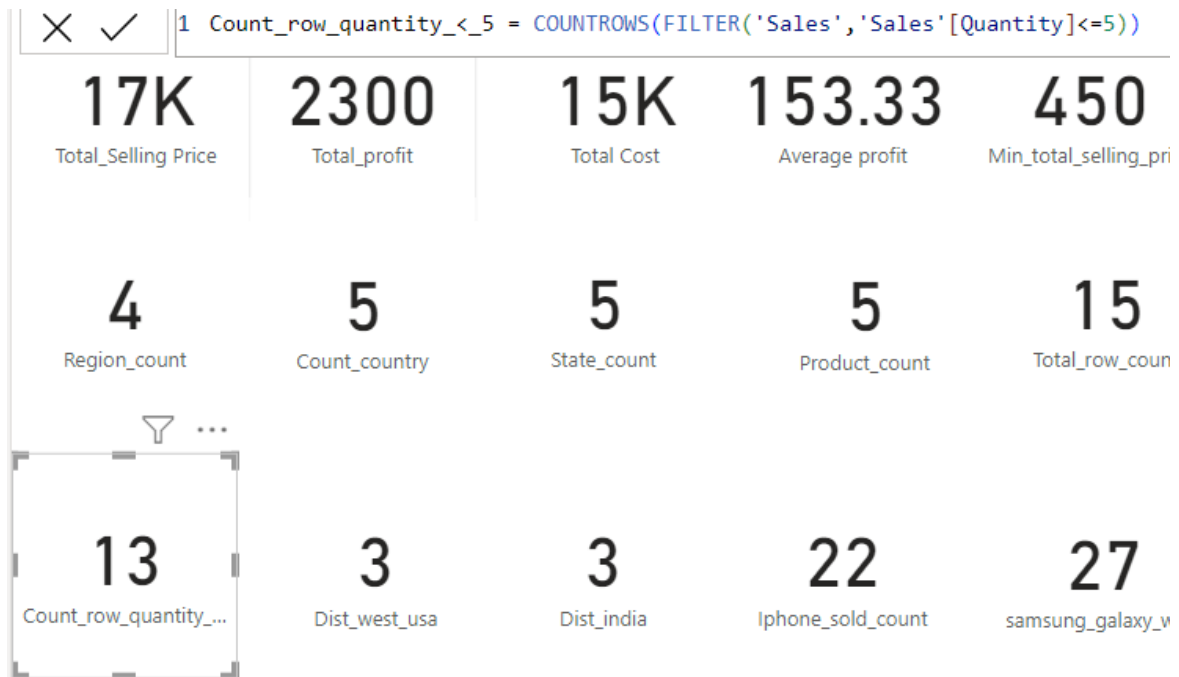 1 Count_row_quantity_<_5 = COUNTROWS(FILTER('Sales','Sales'[Quantity]<=5))
17K 2300 15K 153.33 450
Total_Selling Price Total_profit Total Cost Average profit Min_total_selling_pri
4 5 5 5 15
Region_count Count_country State_count Product_count Total_row_coun
13 3 3 22 27
Count_row_quantity_... Dist_west_usa Dist_india Iphone_sold_count samsung_galaxy_w